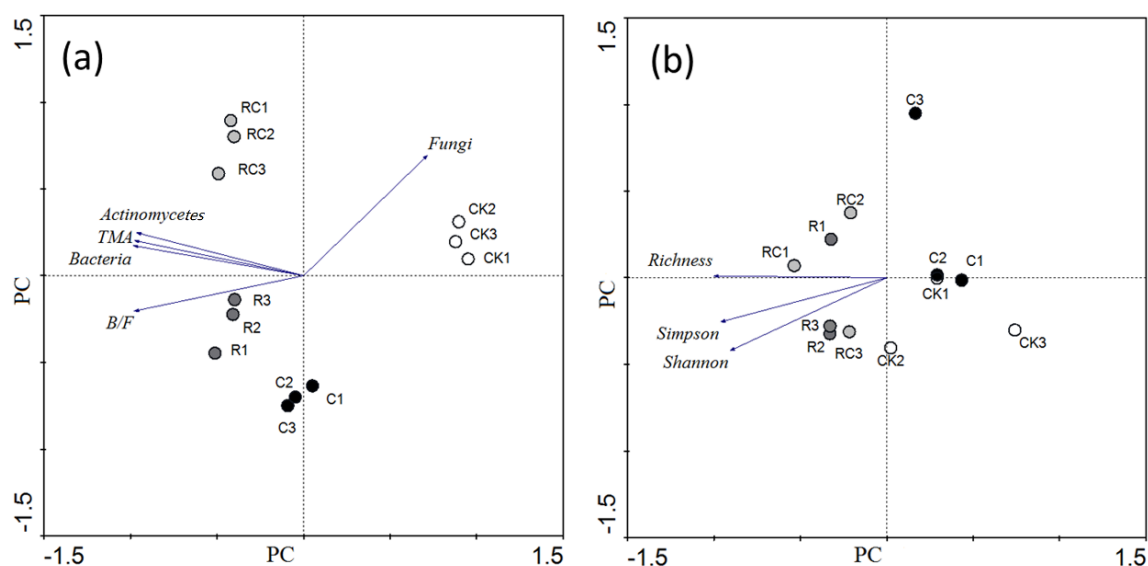 (a)
1.5
RC1
RC2
RC3
Fungi
Actinomycetes
TMA
Bacteria
CK2
CK3
CK1
B/F
R3
R2
R1
C2
C1
C3
-1.5
-1.5
PC
1.5
(b)
1.5
C3
RC2
R1
RC1
Richness
C2
C1
CK1
Simpson
Shannon
R3
R2
RC3
CK2
CK3
-1.5
-1.5
PC
1.5